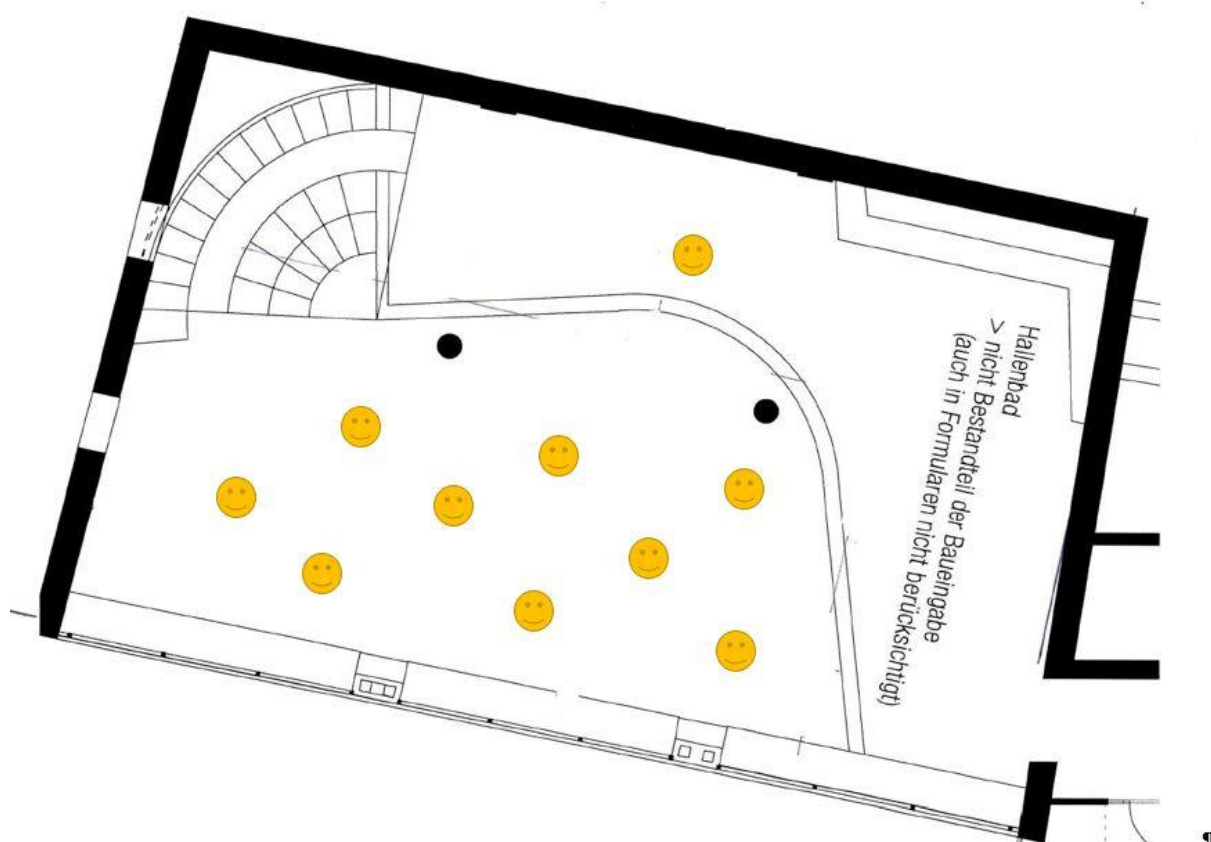 Hallenbad
> nicht Bestandteil der Baueingabe
(auch in Formularen nicht berücksichtigt)